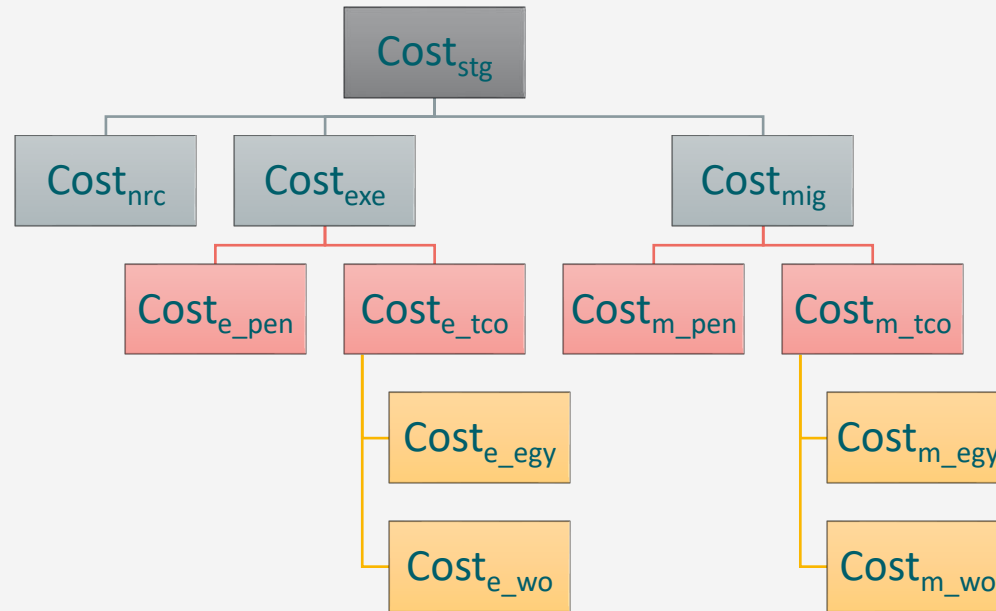 Cost_stg
Cost_nrc
Cost_exe
Cost_mig
Cost_e_pen
Cost_e_tco
Cost_m_pen
Cost_m_tco
Cost_e_egy
Cost_m_egy
Cost_e_wo
Cost_m_wo